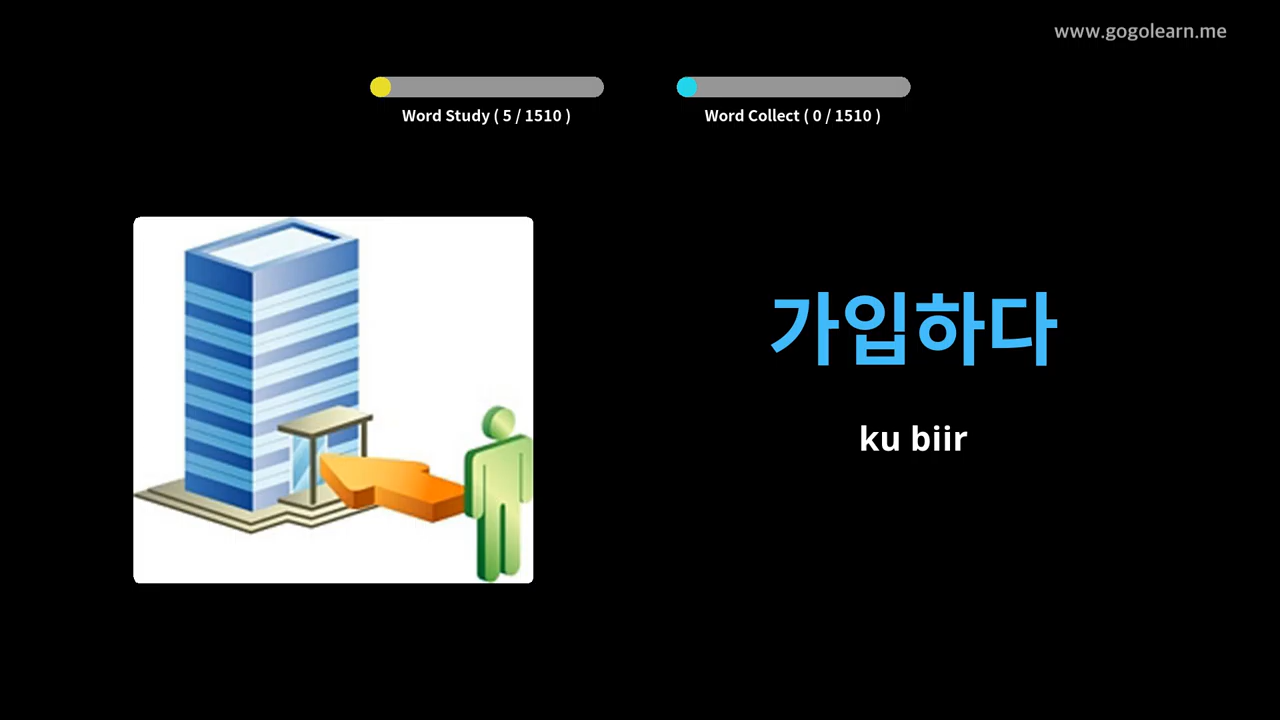 www.gogolearn.me
Word Study ( 5 / 1510 )
Word Collect ( 0 / 1510 )
가입하다
ku biir